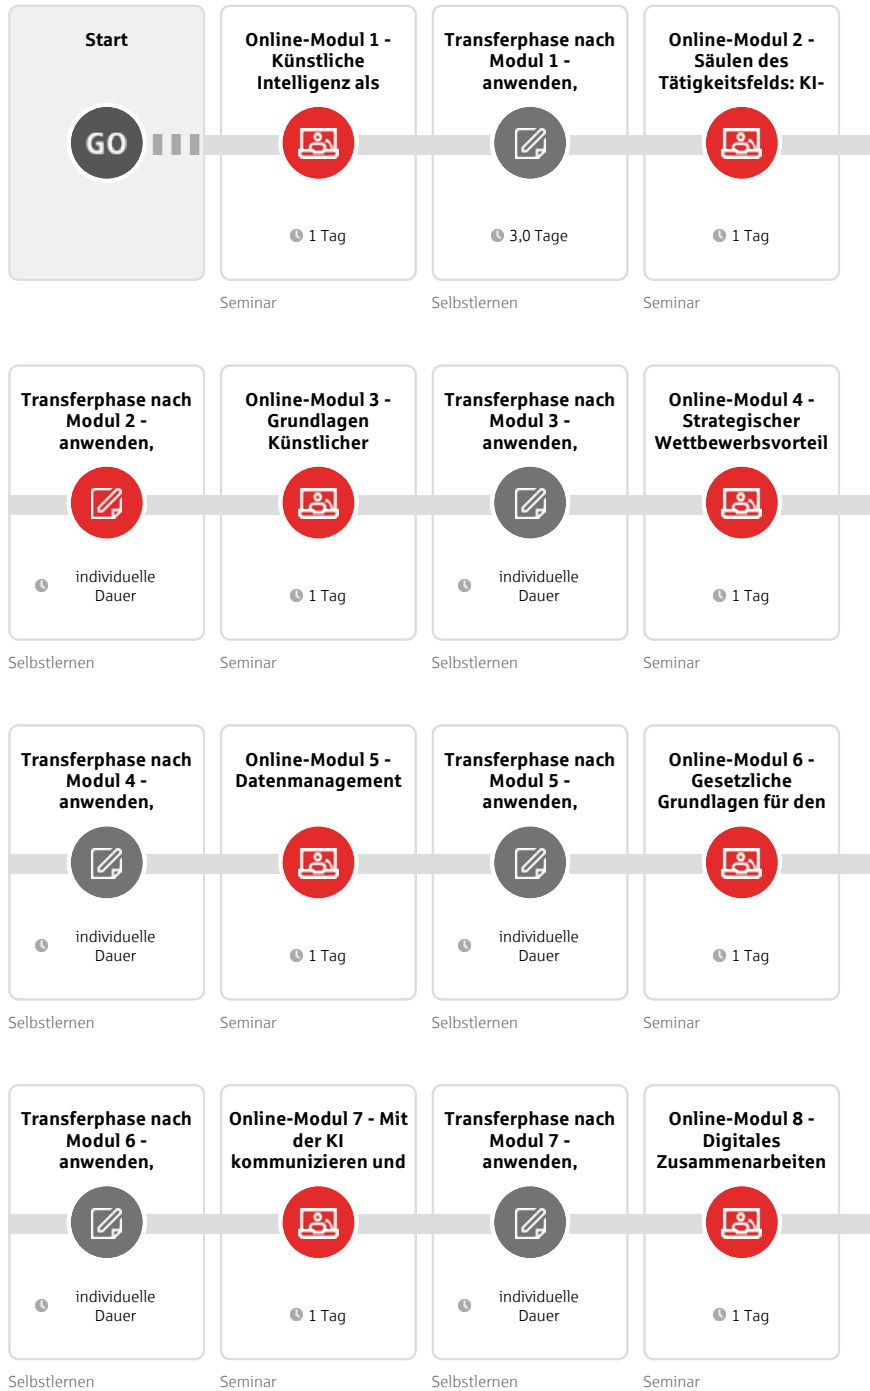 Start
GO
Online-Modul 1 -
Künstliche
Intelligenz als
1 Tag
Seminar
Transferphase nach
Modul 1 -
anwenden,
3,0 Tage
Selbstlernen
Online-Modul 2 -
Säulen des
Tätigkeitsfelds: KI-
1 Tag
Seminar
Transferphase nach
Modul 2 -
anwenden,
individuelle
Dauer
Selbstlernen
Online-Modul 3 -
Grundlagen
Künstlicher
1 Tag
Seminar
Transferphase nach
Modul 3 -
anwenden,
individuelle
Dauer
Selbstlernen
Online-Modul 4 -
Strategischer
Wettbewerbsvorteil
1 Tag
Seminar
Transferphase nach
Modul 4 -
anwenden,
individuelle
Dauer
Selbstlernen
Online-Modul 5 -
Datenmanagement
1 Tag
Seminar
Transferphase nach
Modul 5 -
anwenden,
individuelle
Dauer
Selbstlernen
Online-Modul 6 -
Gesetzliche
Grundlagen für den
1 Tag
Seminar
Transferphase nach
Modul 6 -
anwenden,
individuelle
Dauer
Selbstlernen
Online-Modul 7 - Mit
der KI
kommunizieren und
1 Tag
Seminar
Transferphase nach
Modul 7 -
anwenden,
individuelle
Dauer
Selbstlernen
Online-Modul 8 -
Digitales
Zusammenarbeiten
1 Tag
Seminar